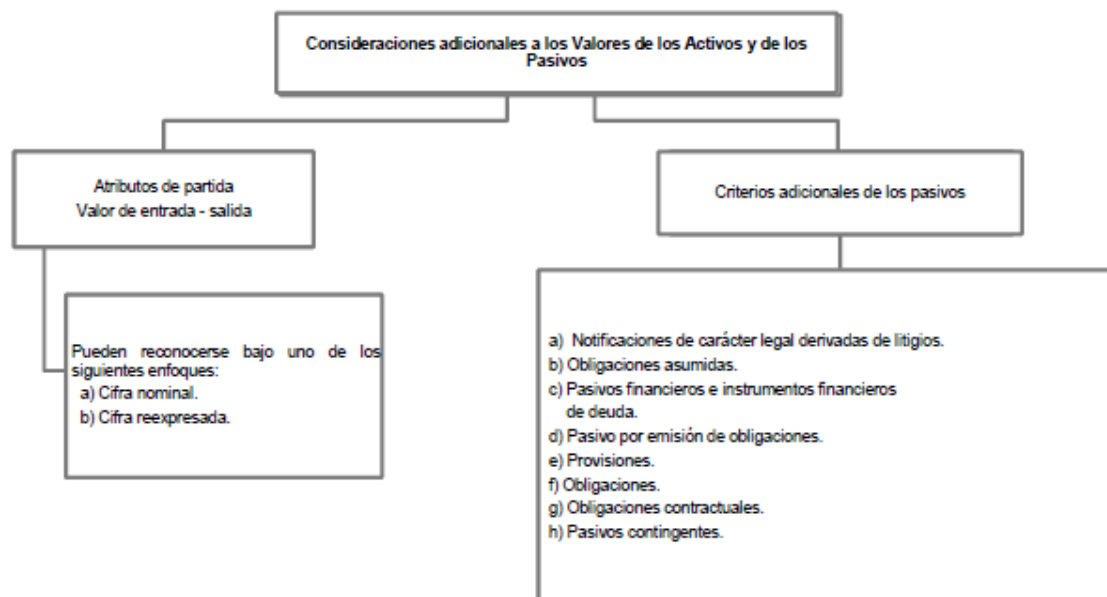 Consideraciones adicionales a los Valores de los Activos y de los
Pasivos
Atributos de partida
Valor de entrada - salida
Criterios adicionales de los pasivos
Pueden reconocerse bajo uno de los
siguientes enfoques:
a) Cifra nominal.
b) Cifra reexpresada.
a) Notificaciones de carácter legal derivadas de litigios.
b) Obligaciones asumidas.
c) Pasivos financieros e instrumentos financieros
de deuda.
d) Pasivo por emisión de obligaciones.
e) Provisiones.
f) Obligaciones.
g) Obligaciones contractuales.
h) Pasivos contingentes.